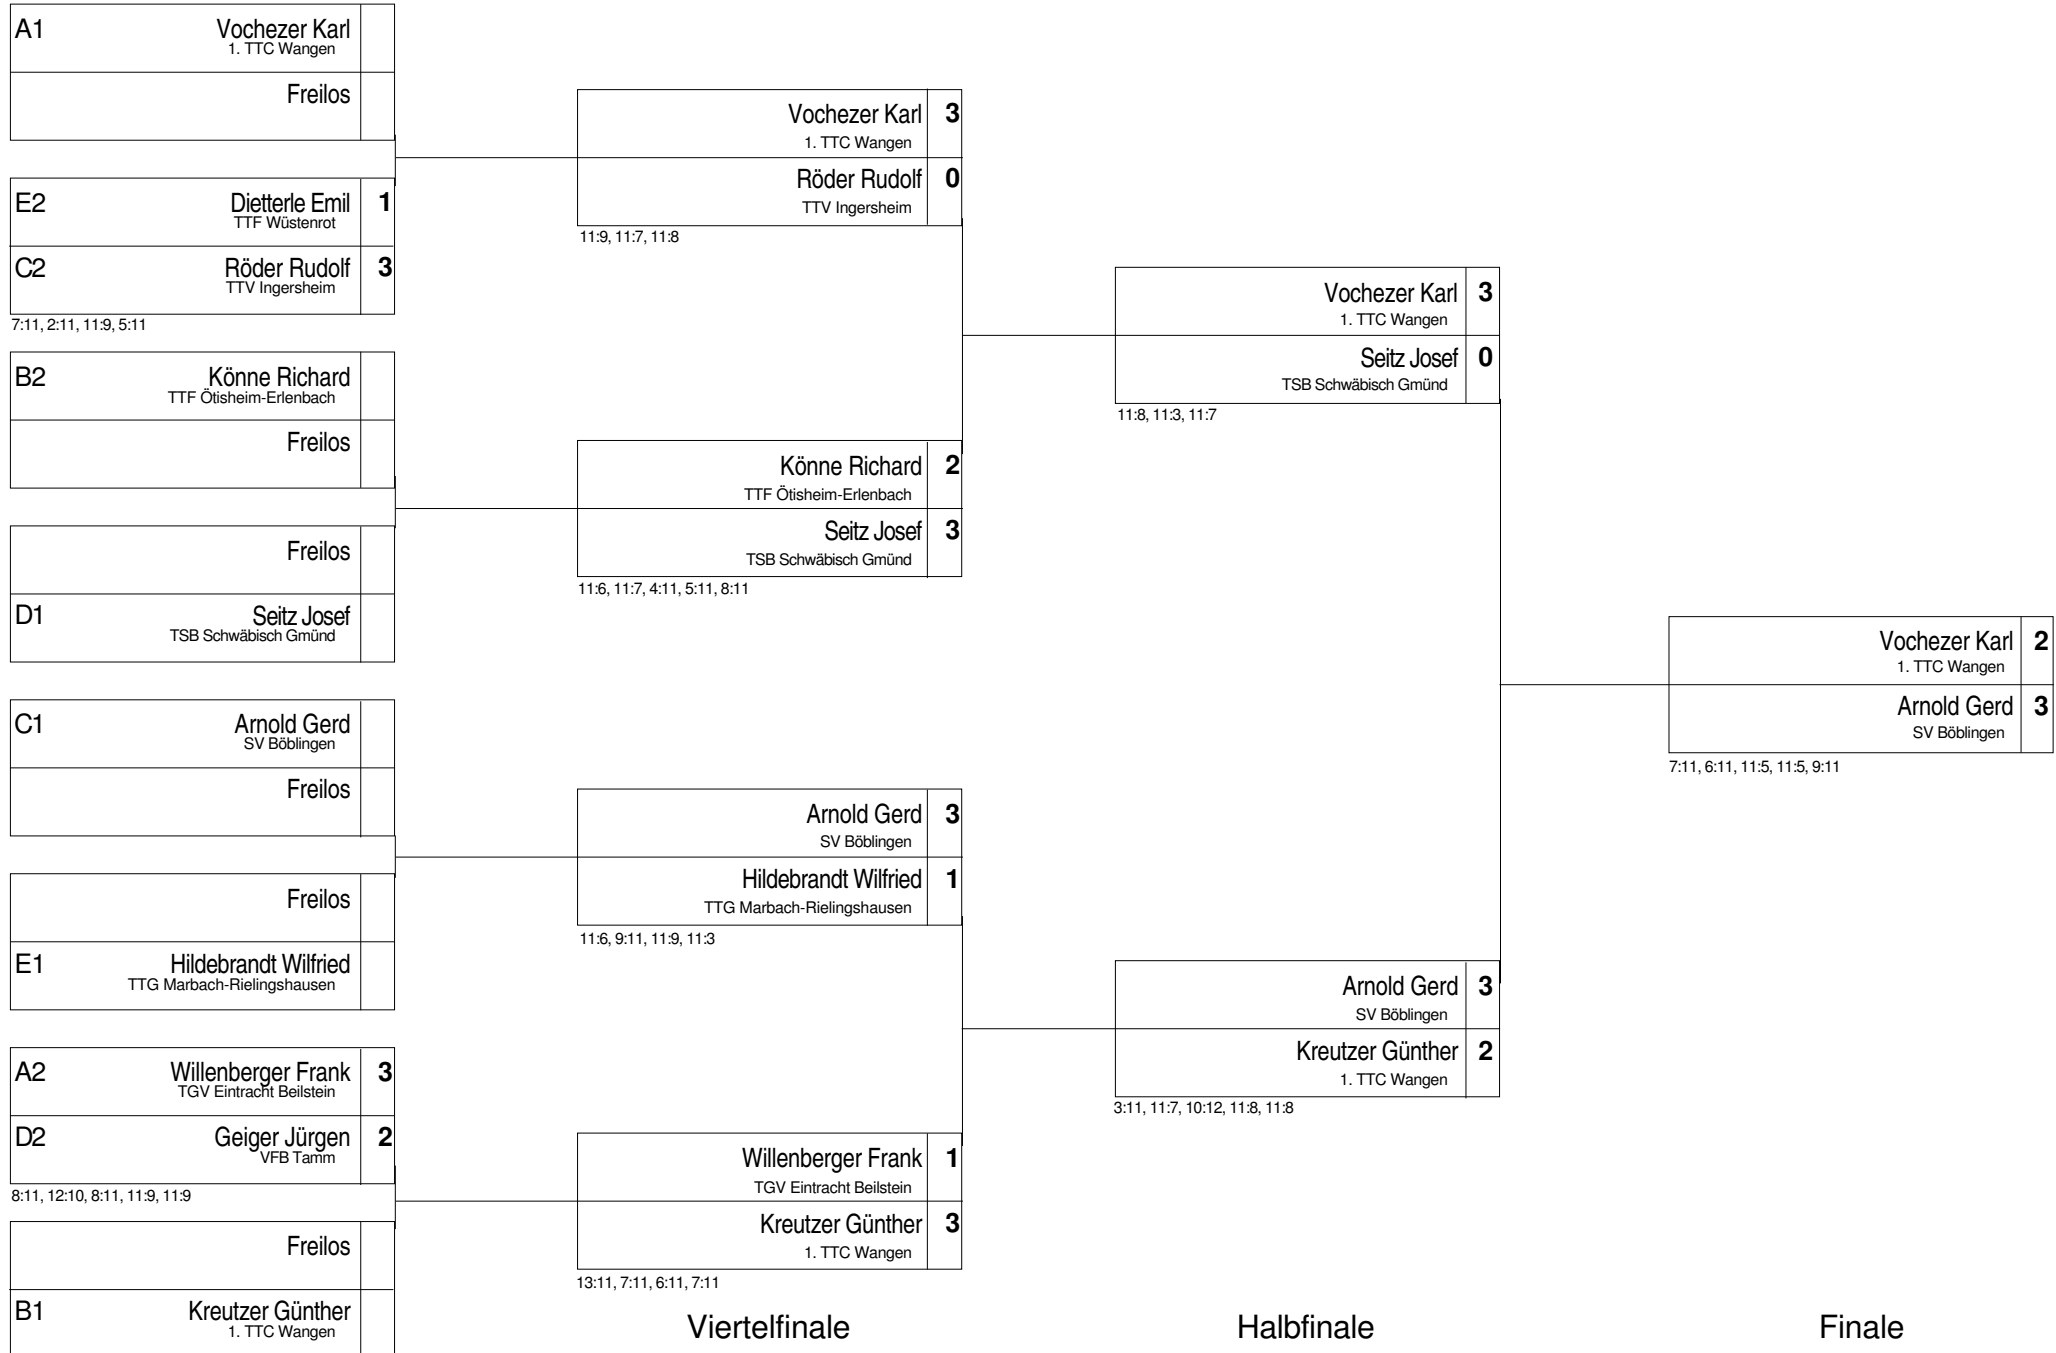 A1 Vochezer Karl
1. TTC Wangen
Freilos
E2 Dietterle Emil 1
TTF Wüstenrot
C2 Röder Rudolf 3
TTV Ingersheim
7:11, 2:11, 11:9, 5:11
B2 Könne Richard
TTF Ötisheim-Erlenbach
Freilos
Freilos
D1 Seitz Josef
TSB Schwäbisch Gmünd
C1 Arnold Gerd
SV Böblingen
Freilos
Freilos
E1 Hildebrandt Wilfried
TTG Marbach-Rielingshausen
A2 Willenberger Frank 3
TGV Eintracht Beilstein
D2 Geiger Jürgen 2
VFB Tamm
8:11, 12:10, 8:11, 11:9, 11:9
Freilos
B1 Kreutzer Günther
1. TTC Wangen
Vochezer Karl 3
1. TTC Wangen
Röder Rudolf 0
TTV Ingersheim
11:9, 11:7, 11:8
Könne Richard 2
TTF Ötisheim-Erlenbach
Seitz Josef 3
TSB Schwäbisch Gmünd
11:6, 11:7, 4:11, 5:11, 8:11
Arnold Gerd 3
SV Böblingen
Hildebrandt Wilfried 1
TTG Marbach-Rielingshausen
11:6, 9:11, 11:9, 11:3
Willenberger Frank 1
TGV Eintracht Beilstein
Kreutzer Günther 3
1. TTC Wangen
13:11, 7:11, 6:11, 7:11
Viertelfinale
Vochezer Karl 3
1. TTC Wangen
Seitz Josef 0
TSB Schwäbisch Gmünd
11:8, 11:3, 11:7
Arnold Gerd 3
SV Böblingen
Kreutzer Günther 2
1. TTC Wangen
3:11, 11:7, 10:12, 11:8, 11:8
Halbfinale
Vochezer Karl 2
1. TTC Wangen
Arnold Gerd 3
SV Böblingen
7:11, 6:11, 11:5, 11:5, 9:11
Finale